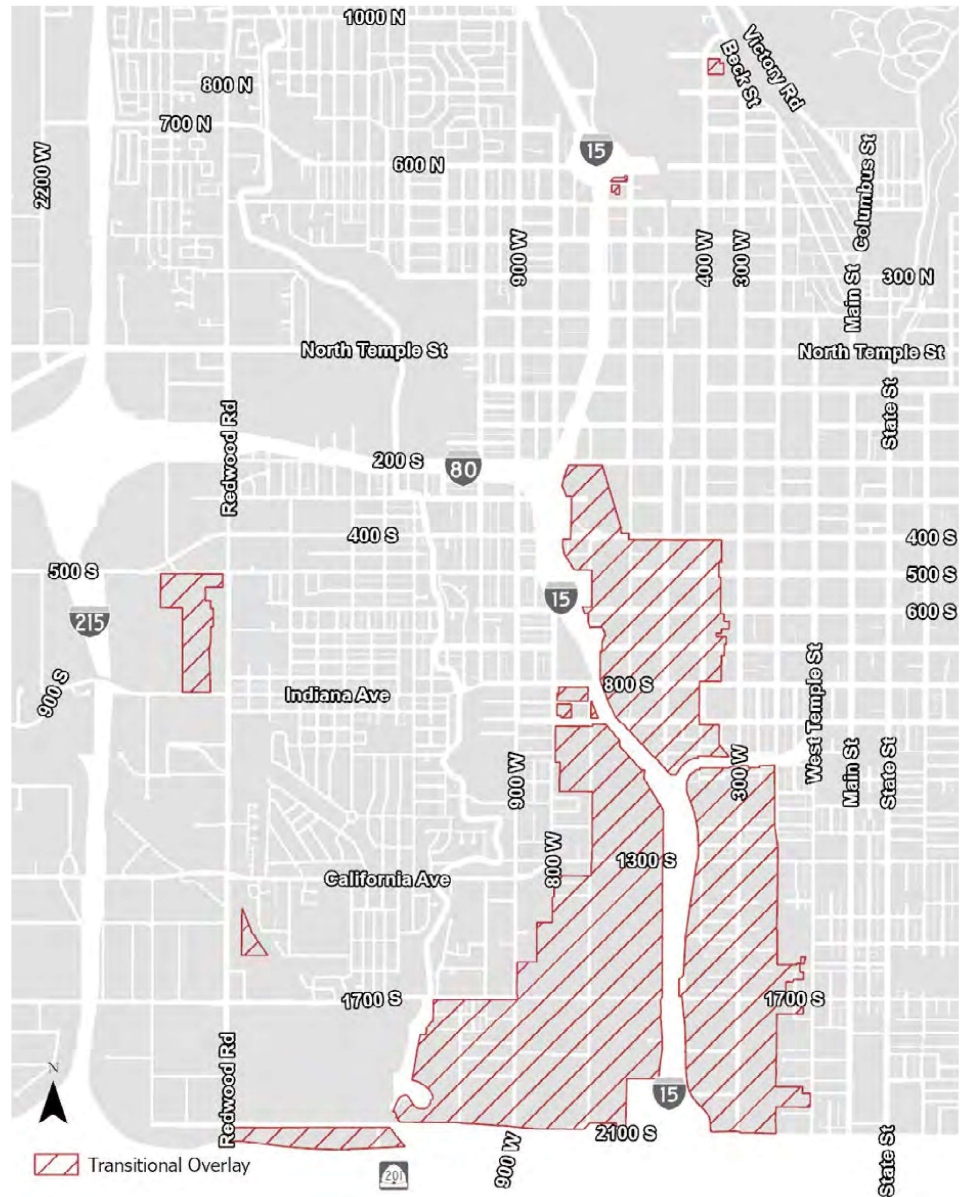 1000 N
Victory Rd
Beck St
800 N
700 N
15
600 N
2200 W
Columbus St
900 W
400 W
300 W
300 N
Main St
North Temple St
North Temple St
State St
Redwood Rd
200 S
80
400 S
400 S
500 S
500 S
15
600 S
215
900 S
Indiana Ave
800 S
West Temple St
900 W
300 W
Main St
State St
800 W
1300 S
California Ave
1700 S
1700 S
N
Redwood Rd
15
2100 S
900 W
State St
Transitional Overlay
201